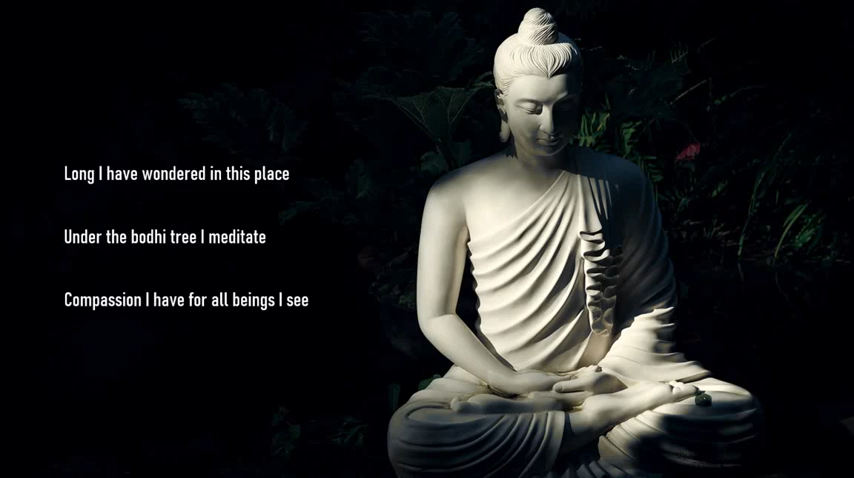 Long I have wondered in this place
Under the bodhi tree I meditate
Compassion I have for all beings I see